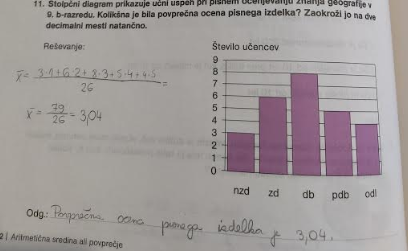 11. Stolpčni diagram prikazuje učni uspeh pri pisnem ocenjevanju znanja geografije v
9. b-razredu. Kolikšna je bila povprečna ocena pisnega izdelka? Zaokroži jo na dve
decimalni mesti natančno.
Reševanje:
x̄ = 3·1+6·2+8·3+5·4+4·5 =
26
x̄ = 79/26 = 3,04
Število učencev
9
8
7
6
5
4
3
2
1
0
nzd zd db pdb odl
Odg.: Povprečna ocena pisnega izdelka je 3,04.
2 | Aritmetična sredina ali povprečje